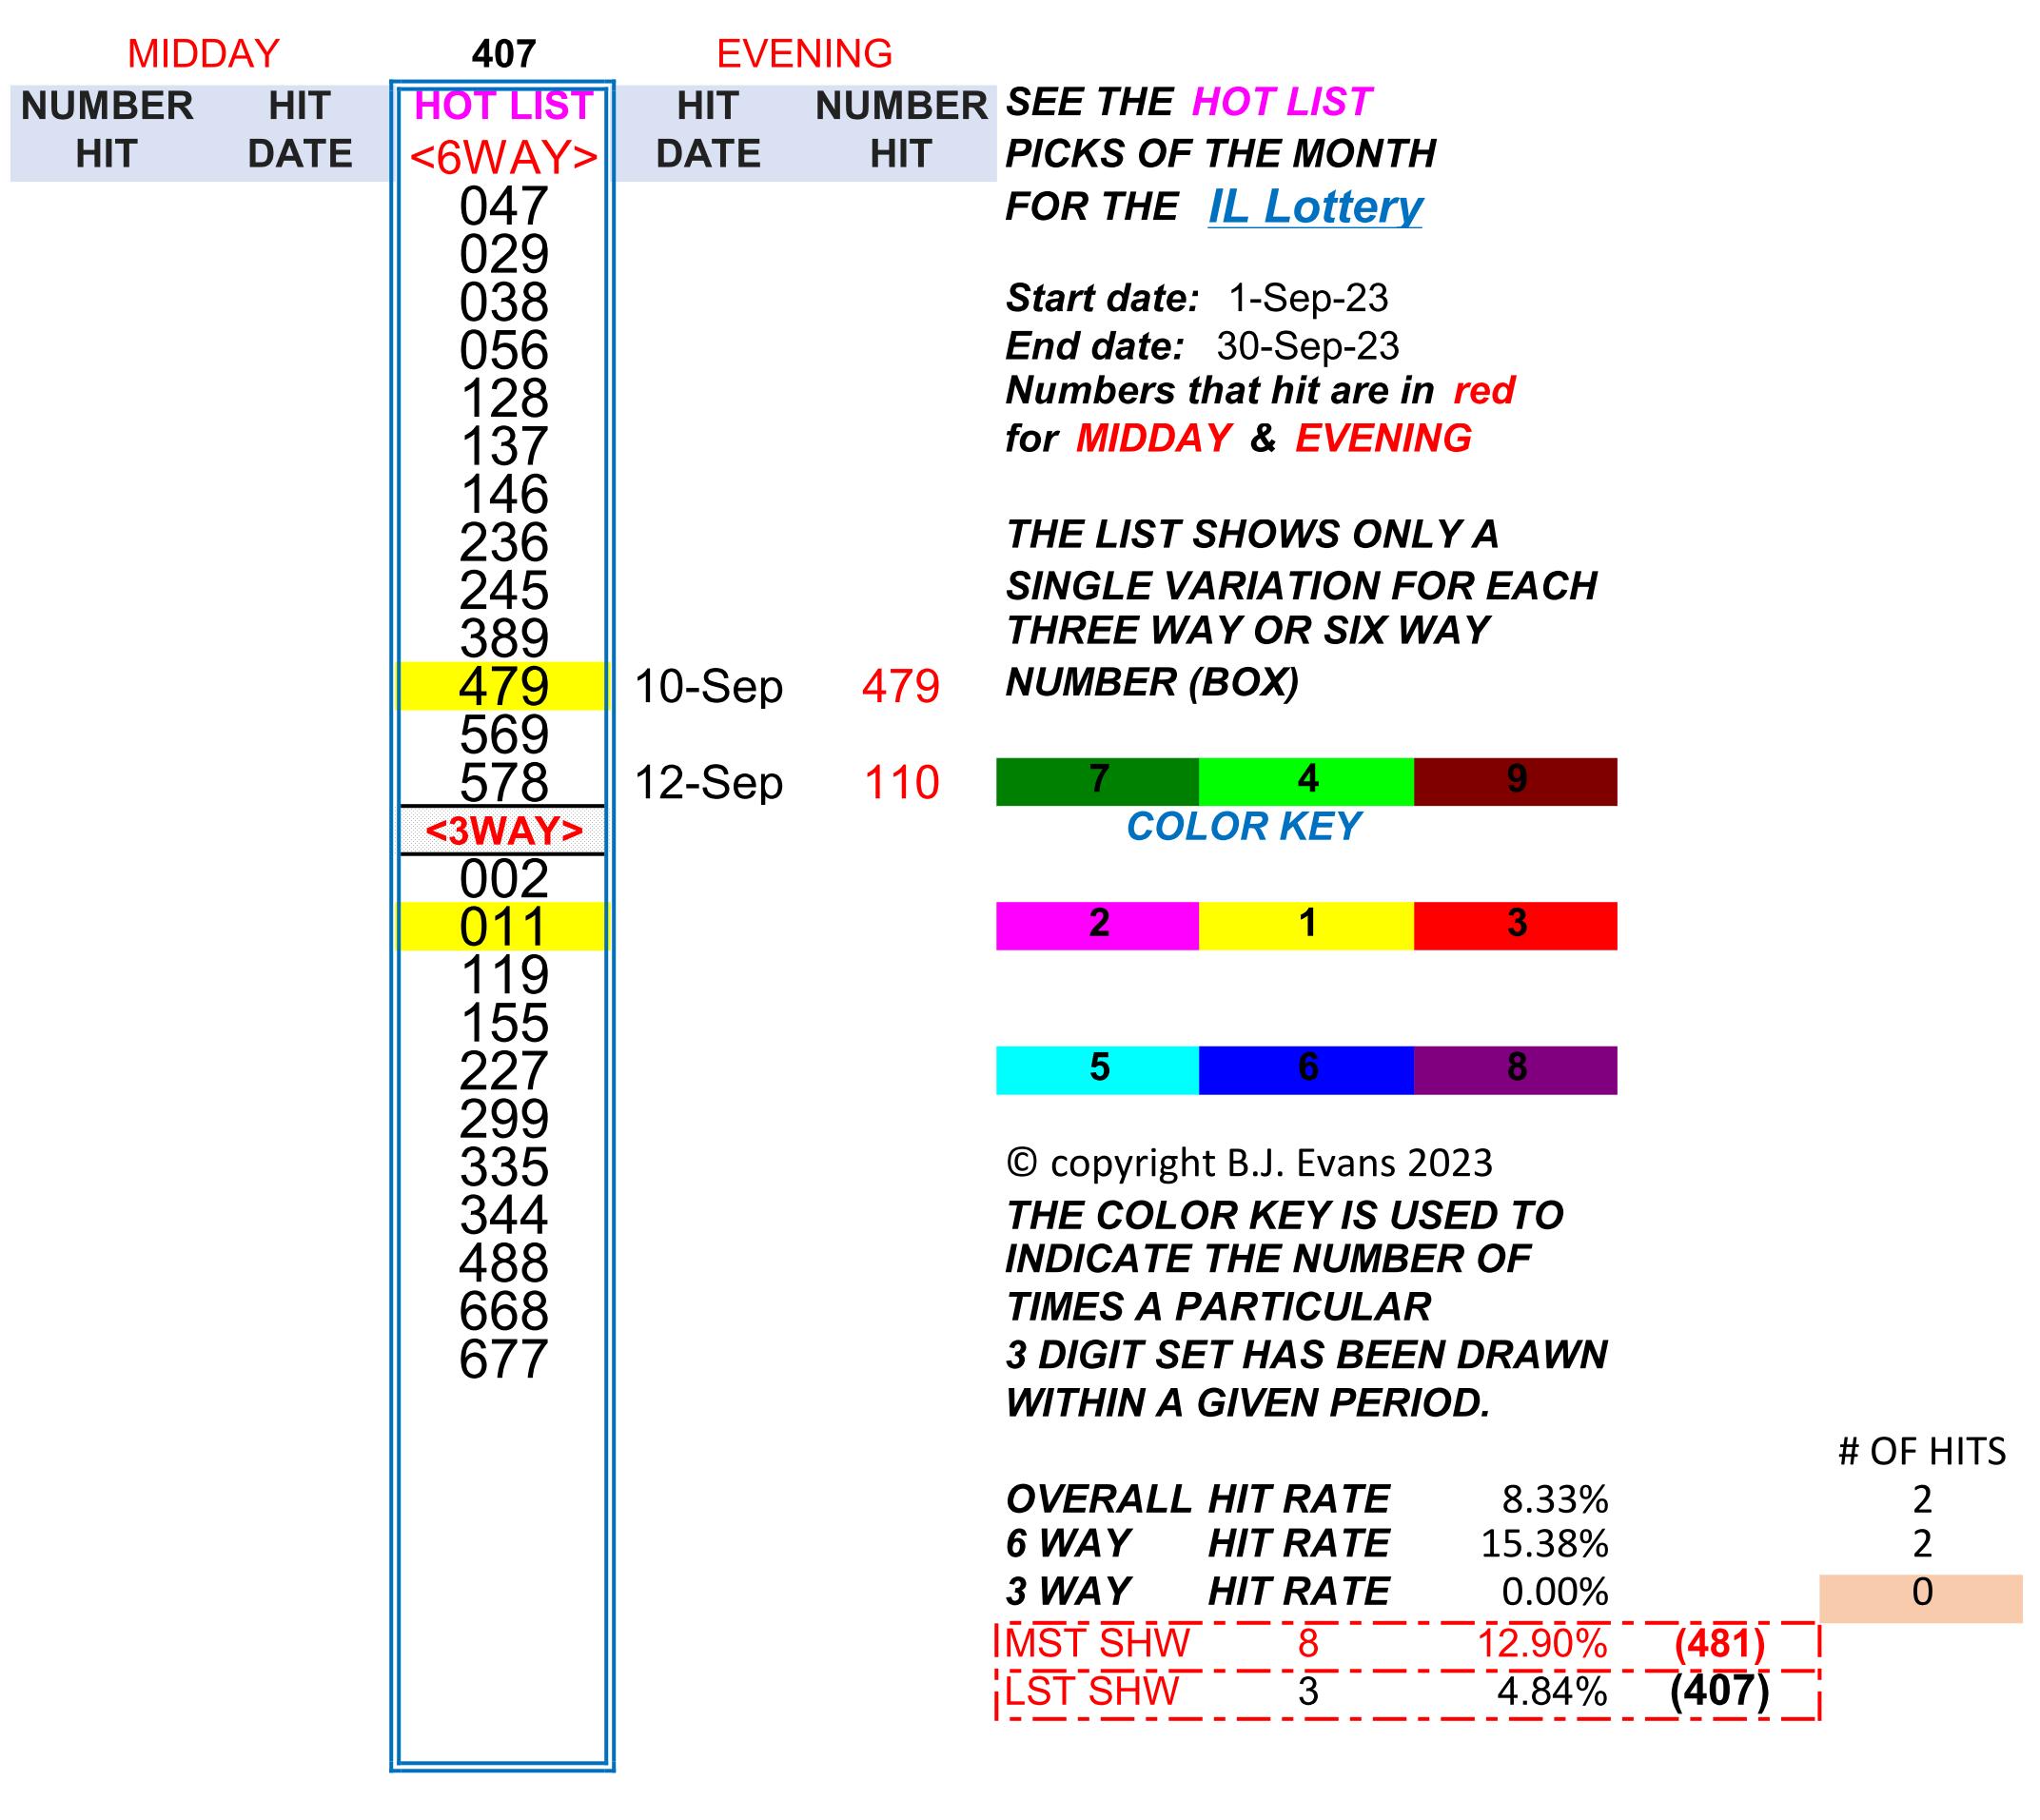 MIDDAY 407 EVENING
NUMBER HIT HOT LIST HIT NUMBER
HIT DATE <6WAY> DATE HIT
047
029
038
056
128
137
146
236
245
389
479 10-Sep 479
569
578 12-Sep 110
<3WAY>
002
011
119
155
227
299
335
344
488
668
677
SEE THE HOT LIST
PICKS OF THE MONTH
FOR THE IL Lottery
Start date: 1-Sep-23
End date: 30-Sep-23
Numbers that hit are in red
for MIDDAY & EVENING
THE LIST SHOWS ONLY A
SINGLE VARIATION FOR EACH
THREE WAY OR SIX WAY
NUMBER (BOX)
7 4 9
COLOR KEY
2 1 3
5 6 8
© copyright B.J. Evans 2023
THE COLOR KEY IS USED TO
INDICATE THE NUMBER OF
TIMES A PARTICULAR
3 DIGIT SET HAS BEEN DRAWN
WITHIN A GIVEN PERIOD.
# OF HITS
OVERALL HIT RATE 8.33% 2
6 WAY HIT RATE 15.38% 2
3 WAY HIT RATE 0.00% 0
MST SHW 8 12.90% (481)
LST SHW 3 4.84% (407)